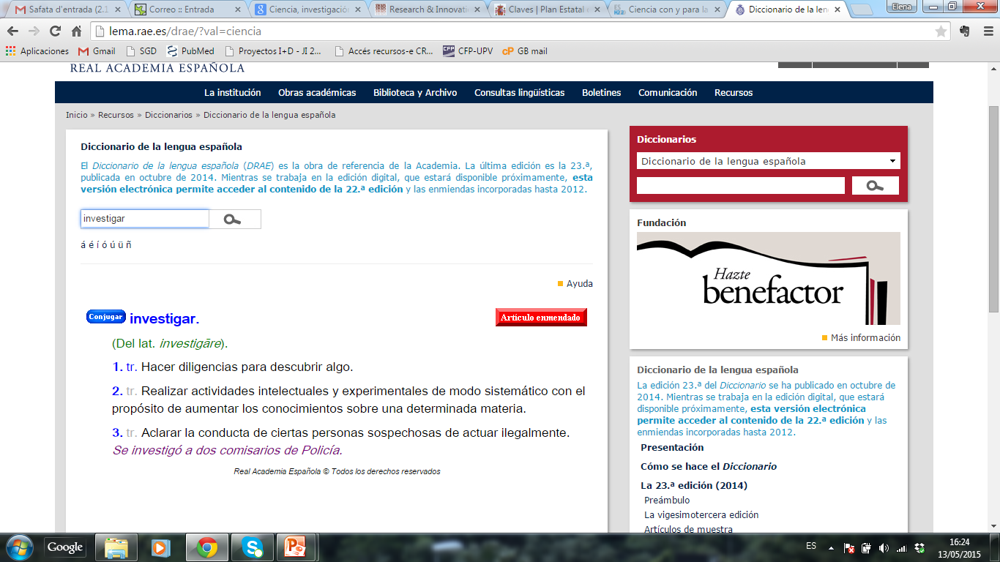 Safata d'entrada (2.1
Correo :: Entrada
Ciencia, investigación
Research & Innovati
Claves | Plan Estatal
Ciencia con y para la
Diccionario de la len
Elena
lema.rae.es/drae/?val=ciencia
Aplicaciones
Gmail
SGD
PubMed
Proyectos I+D - JI 2...
Accés recursos-e CR...
CFP-UPV
GB mail
REAL ACADEMIA ESPAÑOLA
La institución
Obras académicas
Biblioteca y Archivo
Consultas lingüísticas
Boletines
Comunicación
Recursos
Inicio » Recursos » Diccionarios » Diccionario de la lengua española
Diccionario de la lengua española
El Diccionario de la lengua española (DRAE) es la obra de referencia de la Academia. La última edición es la 23.ª,
publicada en octubre de 2014. Mientras se trabaja en la edición digital, que estará disponible próximamente, esta
versión electrónica permite acceder al contenido de la 22.ª edición y las enmiendas incorporadas hasta 2012.
investigar
á é í ó ú ü ñ
Ayuda
Conjugar investigar.
Artículo enmendado
(Del lat. investigāre).
1. tr. Hacer diligencias para descubrir algo.
2. tr. Realizar actividades intelectuales y experimentales de modo sistemático con el
propósito de aumentar los conocimientos sobre una determinada materia.
3. tr. Aclarar la conducta de ciertas personas sospechosas de actuar ilegalmente.
Se investigó a dos comisarios de Policía.
Real Academia Española © Todos los derechos reservados
Diccionarios
Diccionario de la lengua española
Fundación
Hazte
benefactor
Más información
Diccionario de la lengua española
La edición 23.ª del Diccionario se ha publicado en octubre de
2014. Mientras se trabaja en la edición digital, que estará
disponible próximamente, esta versión electrónica
permite acceder al contenido de la 22.ª edición y las
enmiendas incorporadas hasta 2012.
Presentación
Cómo se hace el Diccionario
La 23.ª edición (2014)
Preámbulo
La vigesimotercera edición
Artículos de muestra
Google
ES
16:24
13/05/2015